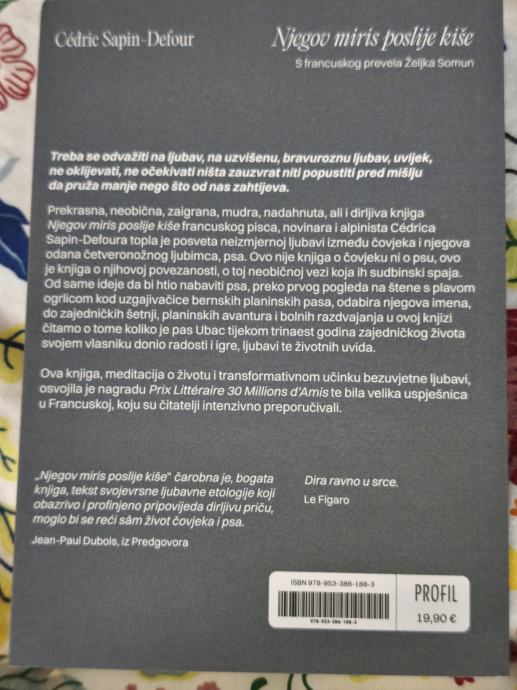 Cédric Sapin-Defour
Njegov miris poslije kiše
S francuskog prevela Željka Somun
Treba se odvažiti na ljubav, na uzvišenu, bravuroznu ljubav, uvijek,
ne oklijevati, ne očekivati ništa zauzvrat niti popustiti pred mišlju
da pruža manje nego što od nas zahtijeva.
Prekrasna, neobična, zaigrana, mudra, nadahnuta, ali i dirljiva knjiga
Njegov miris poslije kiše francuskog pisca, novinara i alpinista Cédrica
Sapin-Defoura topla je posveta neizmjernoj ljubavi između čovjeka i njegova
odana četveronožnog ljubimca, psa. Ovo nije knjiga o čovjeku ni o psu, ovo
je knjiga o njihovoj povezanosti, o toj neobičnoj vezi koja ih sudbinski spaja.
Od same ideje da bi htio nabaviti psa, preko prvog pogleda na štene s plavom
ogrlicom kod uzgajivačice bernskih planinskih pasa, odabira njegova imena,
do zajedničkih šetnji, planinskih avantura i bolnih razdvajanja u ovoj knjizi
čitamo o tome koliko je pas Ubac tijekom trinaest godina zajedničkog života
svojem vlasniku donio radosti i igre, ljubavi te životnih uvida.
Ova knjiga, meditacija o životu i transformativnom učinku bezuvjetne ljubavi,
osvojila je nagradu Prix Littéraire 30 Millions d'Amis te bila velika uspješnica
u Francuskoj, koju su čitatelji intenzivno preporučivali.
„Njegov miris poslije kiše" čarobna je, bogata
knjiga, tekst svojevrsne ljubavne etologije koji
obazrivo i profinjeno pripovijeda dirljivu priču,
moglo bi se reći sâm život čovjeka i psa.
Jean-Paul Dubois, iz Predgovora
Dira ravno u srce.
Le Figaro
ISBN 978-953-386-188-3
978-953-386-188-3
PROFIL
19,90 €